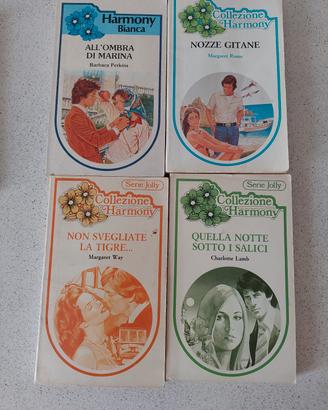 Harmony
Bianca
ALL'OMBRA
DI MARINA
Barbara Perkins
Collezione
Harmony
NOZZE GITANE
Margaret Rome
Serie Jolly
Collezione
Harmony
NON SVEGLIATE
LA TIGRE...
Margaret Way
Serie Jolly
Collezione
Harmony
QUELLA NOTTE
SOTTO I SALICI
Charlotte Lamb